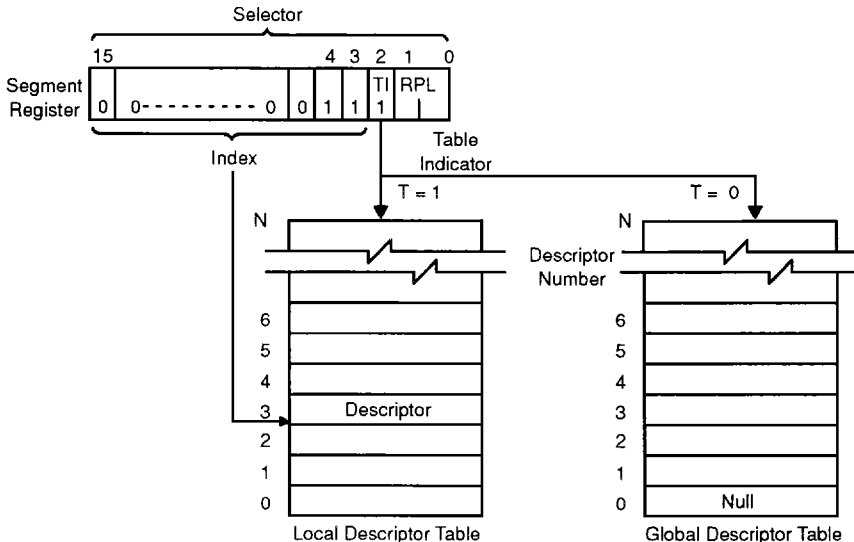 Selector
15 4 3 2 1 0
Segment Register
TI RPL
0 0 ---------- 0 0 1 1 1
Index
Table Indicator
T = 1 T = 0
N N
Descriptor Number
6 6
5 5
4 4
3 Descriptor 3
2 2
1 1
0 0 Null
Local Descriptor Table Global Descriptor Table